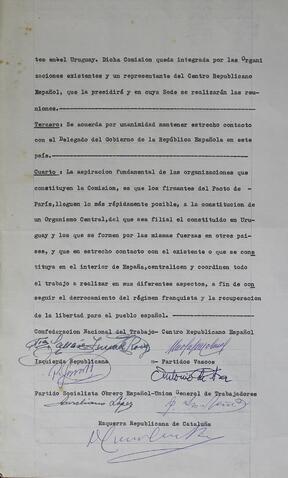 tes en el Uruguay. Dicha Comision queda integrada por las Organi
zaciones existentes y un representante del Centro Republicano
Español, que la presidirá y en cuya Sede se realizarán las reu-
niones.
Tercero: Se acuerda por unanimidad mantener estrecho contacto
con el Delegado del Gobierno de la República Española en este
país.
Cuarto : La aspiracion fundamental de las organizaciones que
constituyen la Comision, es que los firmantes del Pacto de
París, lleguen lo más rápidamente posible, a la constitucion de
un Organismo Central, del que sea filial el constituido en Uru-
guay y los que se formen por las mismas fuerzas en otros pai-
ses, y que en estrecho contacto con el existente o que se cons
tituya en el interior de España, centralicen y coordinen todo
el trabajo a realizar en sus diferentes aspectos, a fin de con
seguir el derrocamiento del régimen franquista y la recuperacion
de la libertad para el pueblo español.
Confederacion Nacional del Trabajo- Centro Republicano Español
Izquierda Republicana - Partidos Vascos
Partido Socialista Obrero Español-Union General de Trabajadores
Aureliano López
Esquerra Republicana de Cataluña